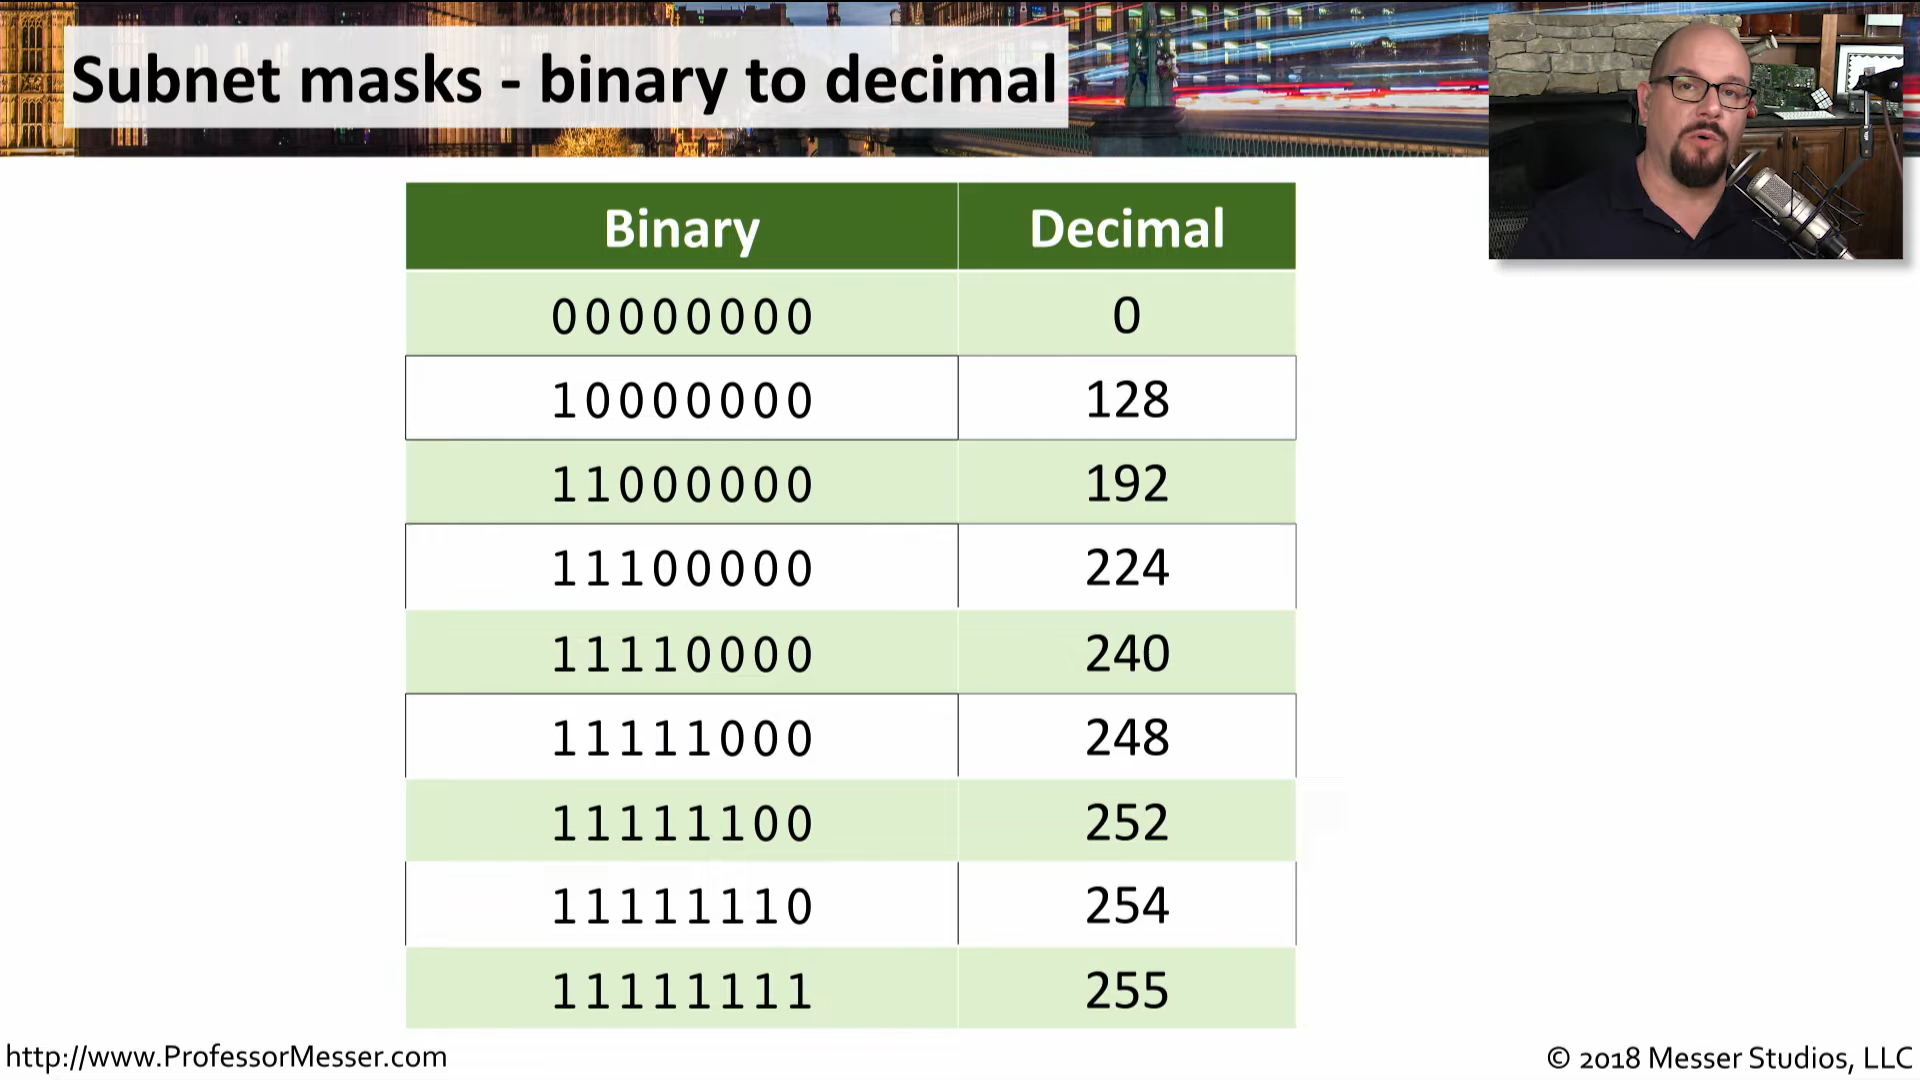 Subnet masks - binary to decimal
Binary Decimal
00000000 0
10000000 128
11000000 192
11100000 224
11110000 240
11111000 248
11111100 252
11111110 254
11111111 255
http://www.ProfessorMesser.com
© 2018 Messer Studios, LLC